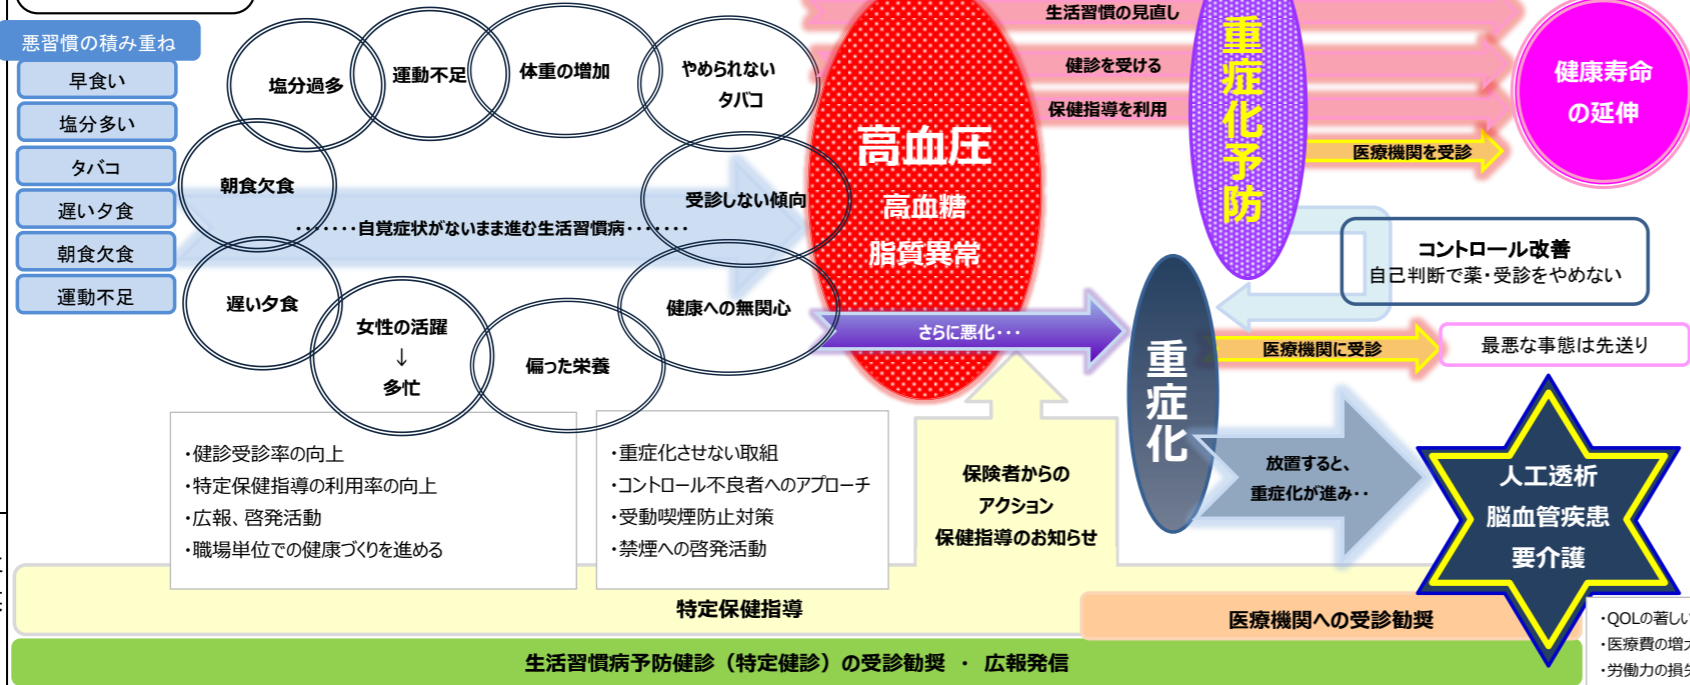 悪習慣の積み重ね
早食い
塩分多い
タバコ
遅い夕食
朝食欠食
運動不足
塩分過多
運動不足
体重の増加
やめられない
タバコ
朝食欠食
受診しない傾向
‥‥‥‥自覚症状がないまま進む生活習慣病‥‥‥‥
遅い夕食
女性の活躍
↓
多忙
偏った栄養
健康への無関心
高血圧
高血糖
脂質異常
生活習慣の見直し
健診を受ける
保健指導を利用
重症化予防
医療機関を受診
健康寿命
の延伸
コントロール改善
自己判断で薬・受診をやめない
さらに悪化・・・
重症化
医療機関に受診
最悪な事態は先送り
放置すると、
重症化が進み・・
人工透析
脳血管疾患
要介護
・健診受診率の向上
・特定保健指導の利用率の向上
・広報、啓発活動
・職場単位での健康づくりを進める
・重症化させない取組
・コントロール不良者へのアプローチ
・受動喫煙防止対策
・禁煙への啓発活動
保険者からの
アクション
保健指導のお知らせ
特定保健指導
医療機関への受診勧奨
生活習慣病予防健診（特定健診）の受診勧奨 ・ 広報発信
・QOLの著しい
・医療費の増
・労働力の損